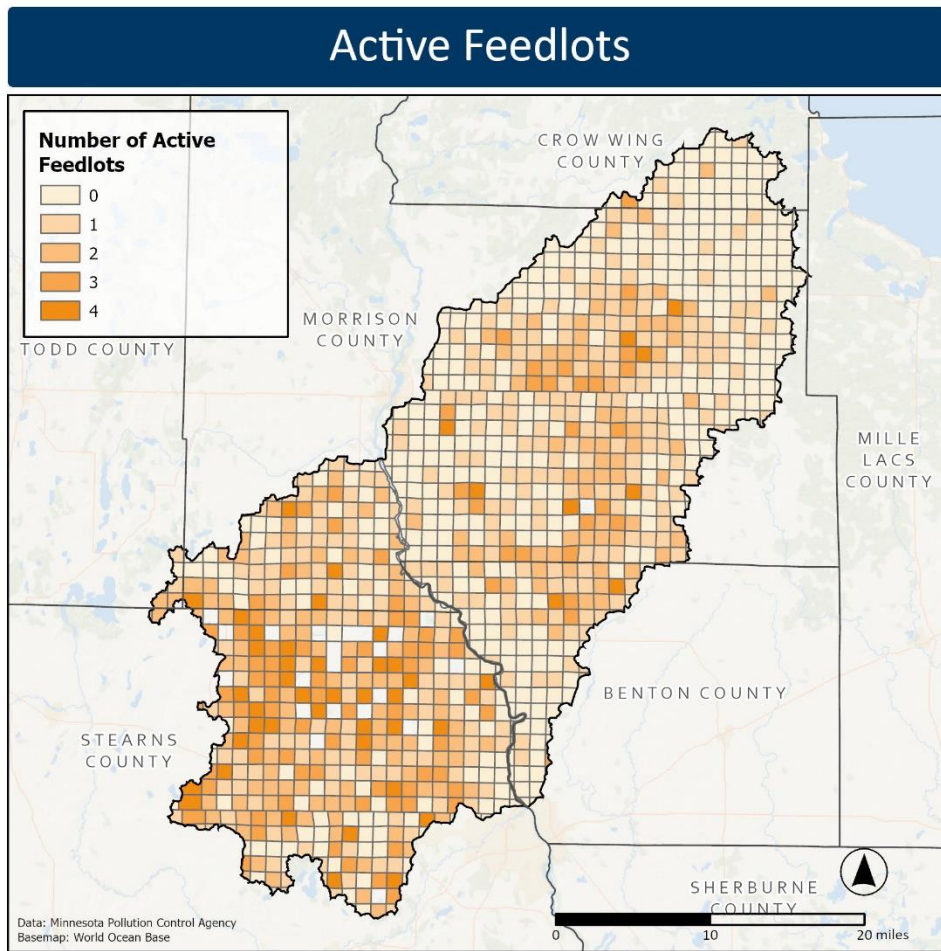 Active Feedlots
Number of Active
Feedlots
0
1
2
3
4
CROW WING
COUNTY
MORRISON
COUNTY
TODD COUNTY
MILLE
LACS
COUNTY
BENTON COUNTY
STEARNS
COUNTY
SHERBURNE
COUNTY
Data: Minnesota Pollution Control Agency
Basemap: World Ocean Base
0 10 20 miles